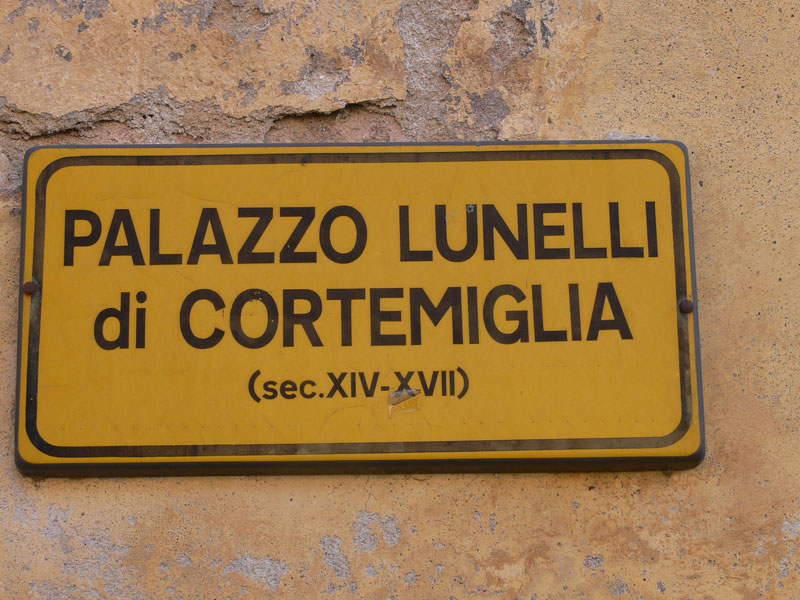 PALAZZO LUNELLI
di CORTEMIGLIA
(sec.XIV-XVII)